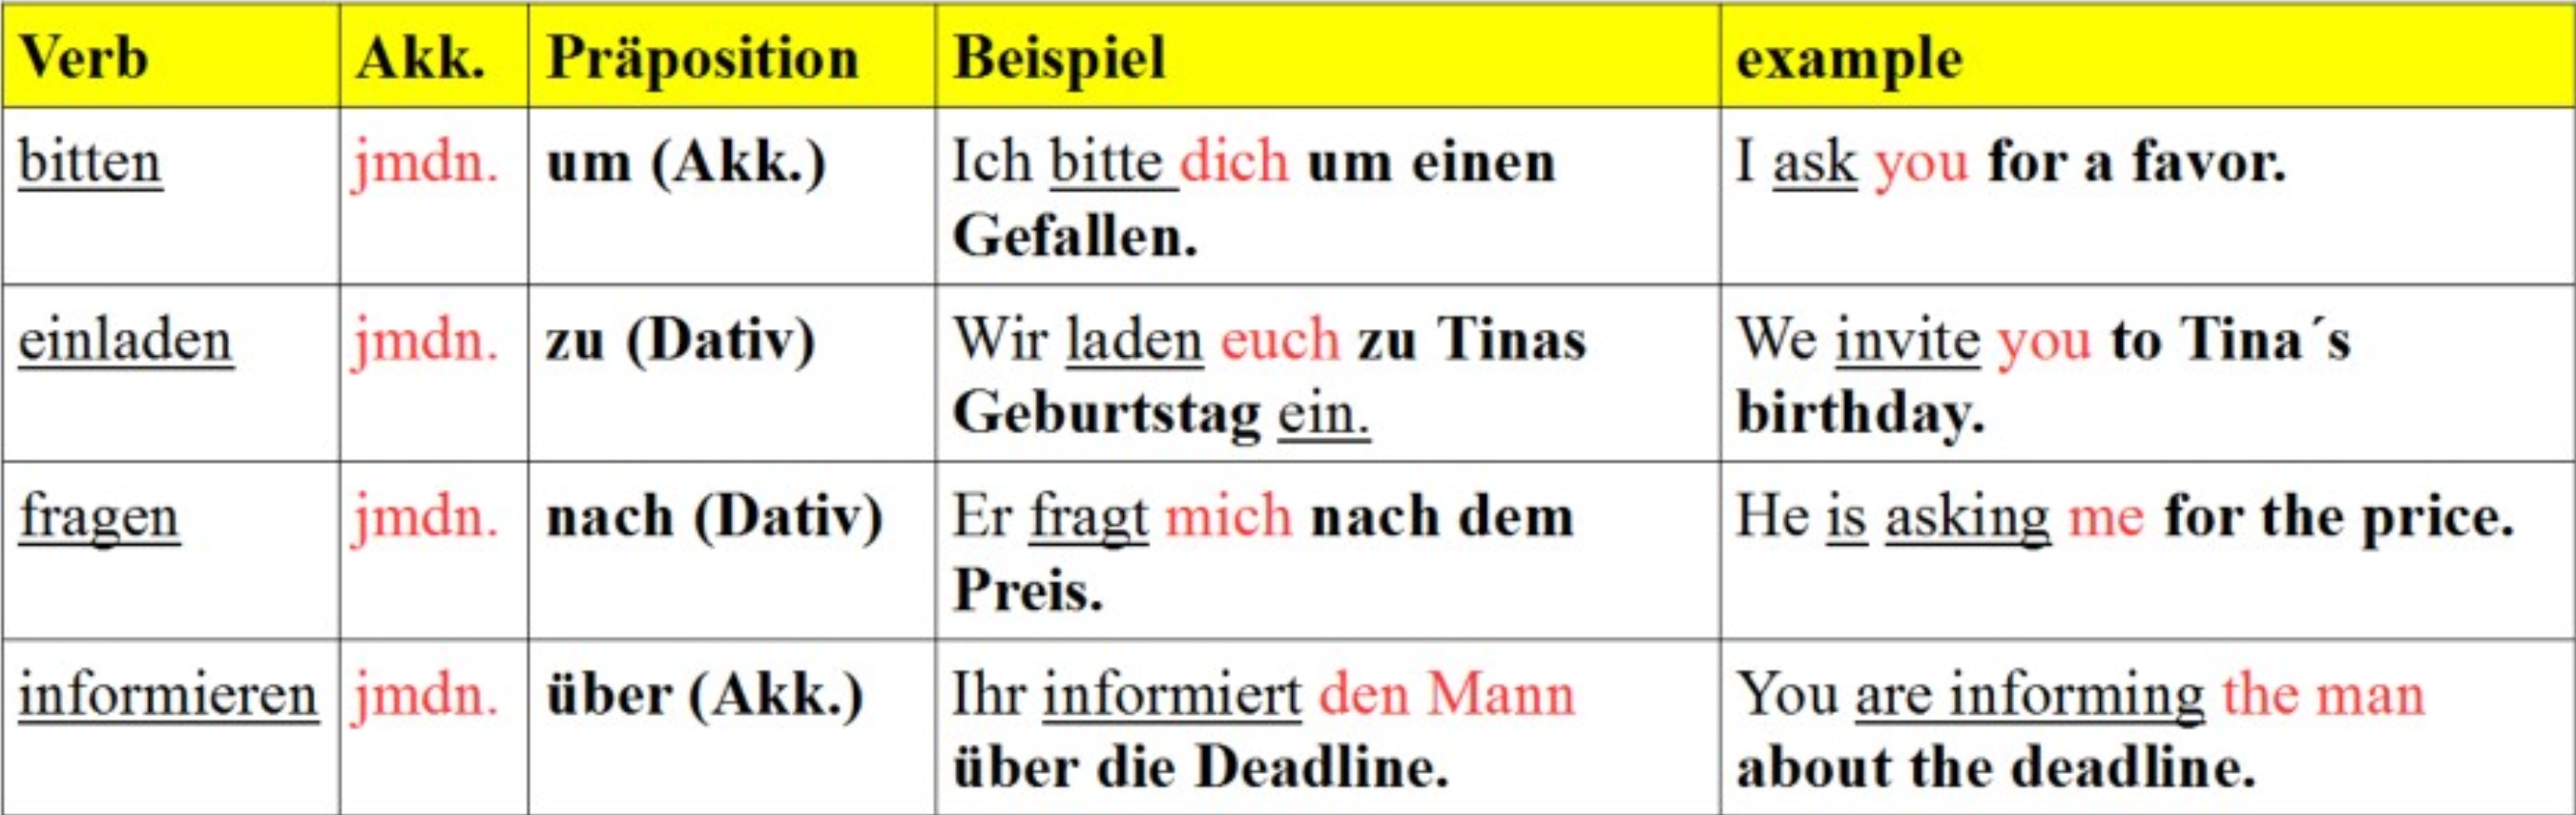 Verb Akk. Präposition Beispiel example
bitten jmdn. um (Akk.) Ich bitte dich um einen I ask you for a favor.
Gefallen.
einladen jmdn. zu (Dativ) Wir laden euch zu Tinas We invite you to Tina´s
Geburtstag ein. birthday.
fragen jmdn. nach (Dativ) Er fragt mich nach dem He is asking me for the price.
Preis.
informieren jmdn. über (Akk.) Ihr informiert den Mann You are informing the man
über die Deadline. about the deadline.